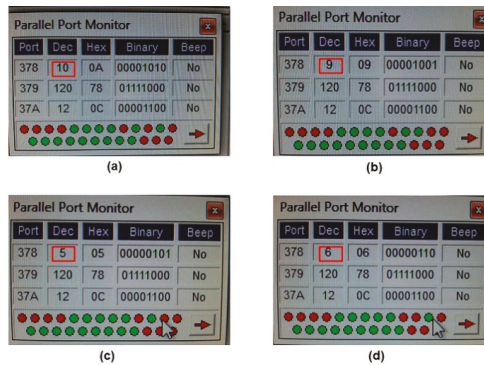 Parallel Port Monitor
Port Dec Hex Binary Beep
378 10 0A 00001010 No
379 120 78 01111000 No
37A 12 0C 00001100 No
(a)
Parallel Port Monitor
Port Dec Hex Binary Beep
378 9 09 00001001 No
379 120 78 01111000 No
37A 12 0C 00001100 No
(b)
Parallel Port Monitor
Port Dec Hex Binary Beep
378 5 05 00000101 No
379 120 78 01111000 No
37A 12 0C 00001100 No
(c)
Parallel Port Monitor
Port Dec Hex Binary Beep
378 6 06 00000110 No
379 120 78 01111000 No
37A 12 0C 00001100 No
(d)